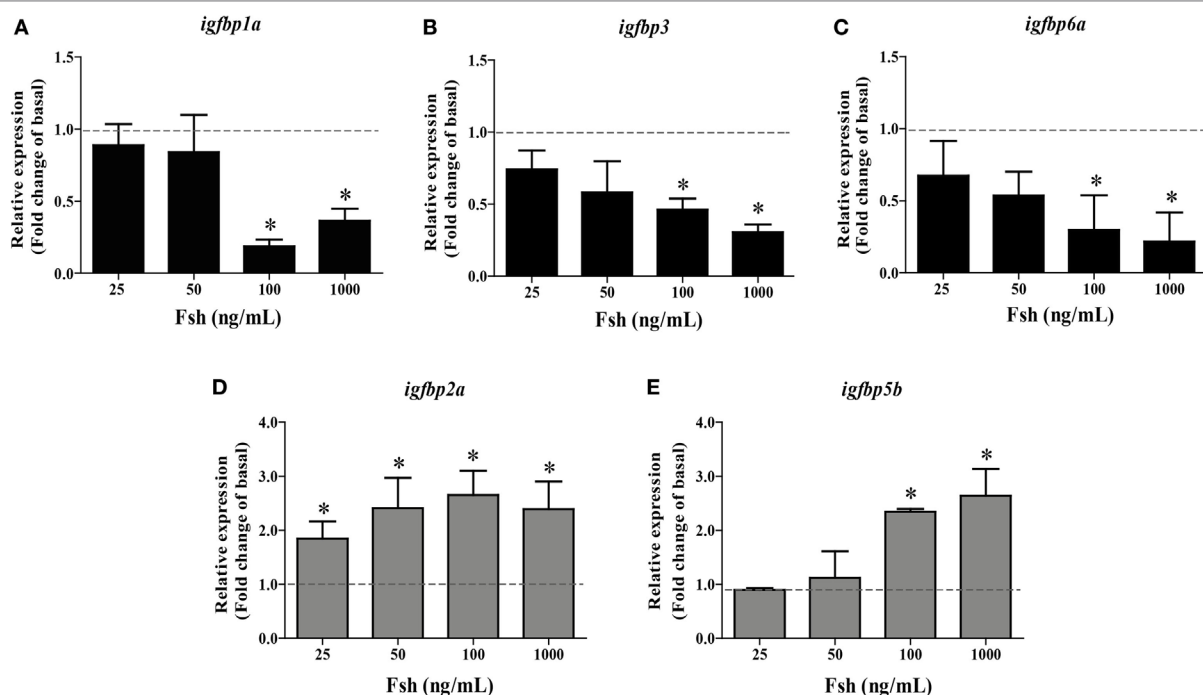 A
igfbp1a
Relative expression
(Fold change of basal)
1.5
1.0
0.5
0.0
*
*
25 50 100 1000
Fsh (ng/mL)
B
igfbp3
Relative expression
(Fold change of basal)
1.5
1.0
0.5
0.0
*
*
25 50 100 1000
Fsh (ng/mL)
C
igfbp6a
Relative expression
(Fold change of basal)
1.5
1.0
0.5
0.0
*
*
25 50 100 1000
Fsh (ng/mL)
D
igfbp2a
Relative expression
(Fold change of basal)
4.0
3.0
2.0
1.0
0.0
*
*
*
*
25 50 100 1000
Fsh (ng/mL)
E
igfbp5b
Relative expression
(Fold change of basal)
4.0
3.0
2.0
1.0
0.0
*
*
25 50 100 1000
Fsh (ng/mL)